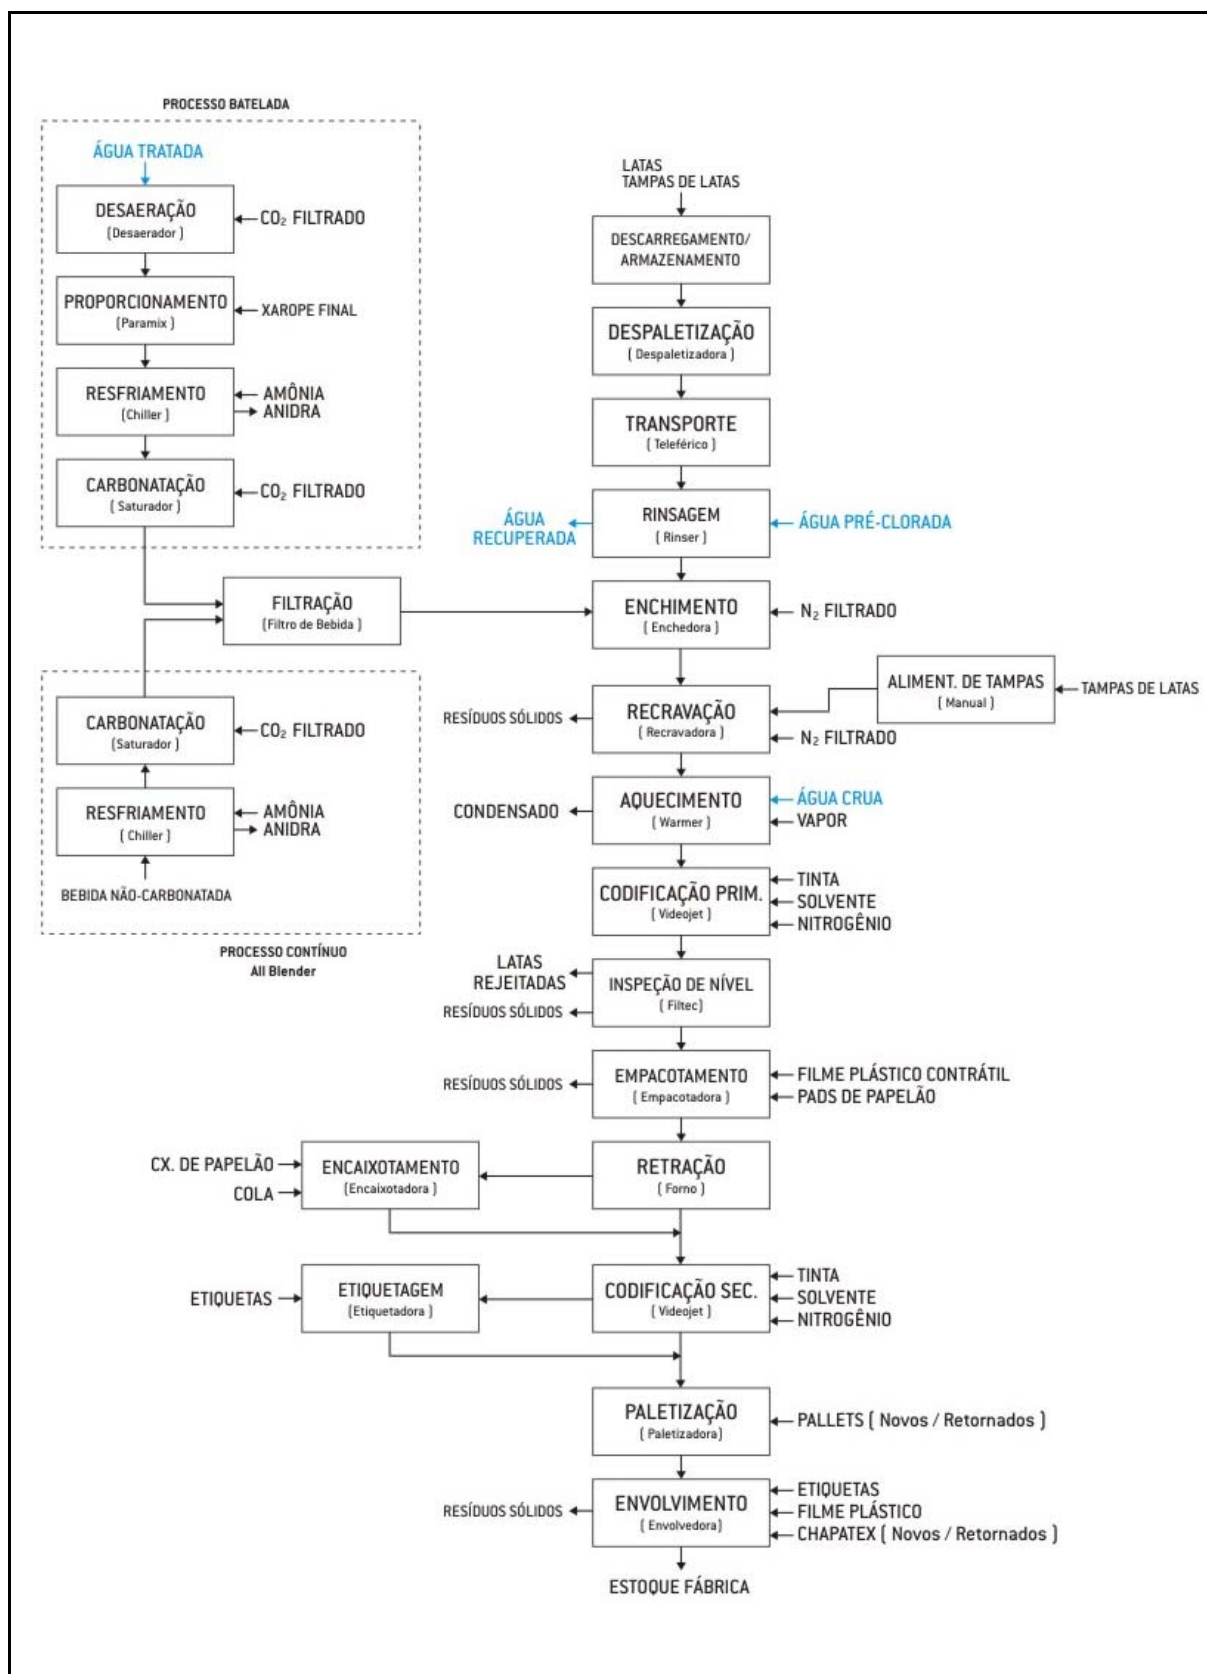 PROCESSO BATELADA
ÁGUA TRATADA
DESAERAÇÃO
(Desaerador )
CO₂ FILTRADO
PROPORCIONAMENTO
(Paramix )
XAROPE FINAL
RESFRIAMENTO
(Chiller )
AMÔNIA
ANIDRA
CARBONATAÇÃO
( Saturador )
CO₂ FILTRADO
FILTRAÇÃO
(Filtro de Bebida )
CARBONATAÇÃO
(Saturador )
CO₂ FILTRADO
RESFRIAMENTO
( Chiller )
AMÔNIA
ANIDRA
BEBIDA NÃO-CARBONATADA
PROCESSO CONTÍNUO
All Blender
LATAS
TAMPAS DE LATAS
DESCARREGAMENTO/
ARMAZENAMENTO
DESPALETIZAÇÃO
( Despaletizadora )
TRANSPORTE
( Teleférico )
ÁGUA
RECUPERADA
RINSAGEM
( Rinser )
ÁGUA PRÉ-CLORADA
ENCHIMENTO
( Enchedora )
N₂ FILTRADO
ALIMENT. DE TAMPAS
( Manual )
TAMPAS DE LATAS
RESÍDUOS SÓLIDOS
RECRAVAÇÃO
( Recravadora )
N₂ FILTRADO
CONDENSADO
AQUECIMENTO
( Warmer )
ÁGUA CRUA
VAPOR
CODIFICAÇÃO PRIM.
( Videojet )
TINTA
SOLVENTE
NITROGÊNIO
LATAS
REJEITADAS
RESÍDUOS SÓLIDOS
INSPEÇÃO DE NÍVEL
( Filtec)
RESÍDUOS SÓLIDOS
EMPACOTAMENTO
( Empacotadora )
FILME PLÁSTICO CONTRÁTIL
PADS DE PAPELÃO
CX. DE PAPELÃO
COLA
ENCAIXOTAMENTO
(Encaixotadora )
RETRAÇÃO
( Forno )
ETIQUETAS
ETIQUETAGEM
(Etiquetadora )
CODIFICAÇÃO SEC.
( Videojet )
TINTA
SOLVENTE
NITROGÊNIO
PALETIZAÇÃO
( Paletizadora)
PALLETS ( Novos / Retornados )
RESÍDUOS SÓLIDOS
ENVOLVIMENTO
( Envolvedora )
ETIQUETAS
FILME PLÁSTICO
CHAPATEX ( Novos / Retornados )
ESTOQUE FÁBRICA